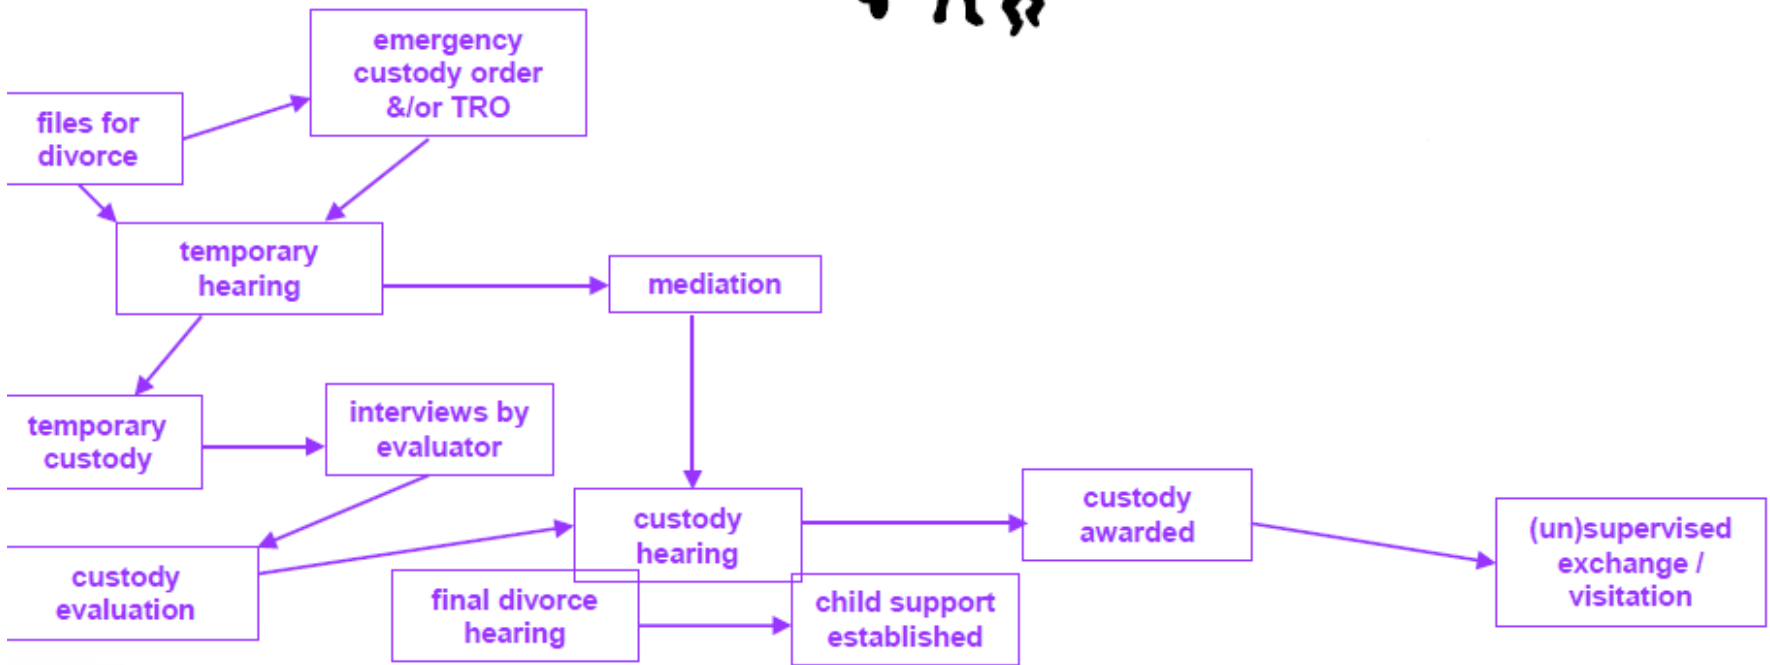 emergency
custody order
&/or TRO
files for
divorce
temporary
hearing
mediation
temporary
custody
interviews by
evaluator
custody
hearing
custody
awarded
(un)supervised
exchange /
visitation
custody
evaluation
final divorce
hearing
child support
established